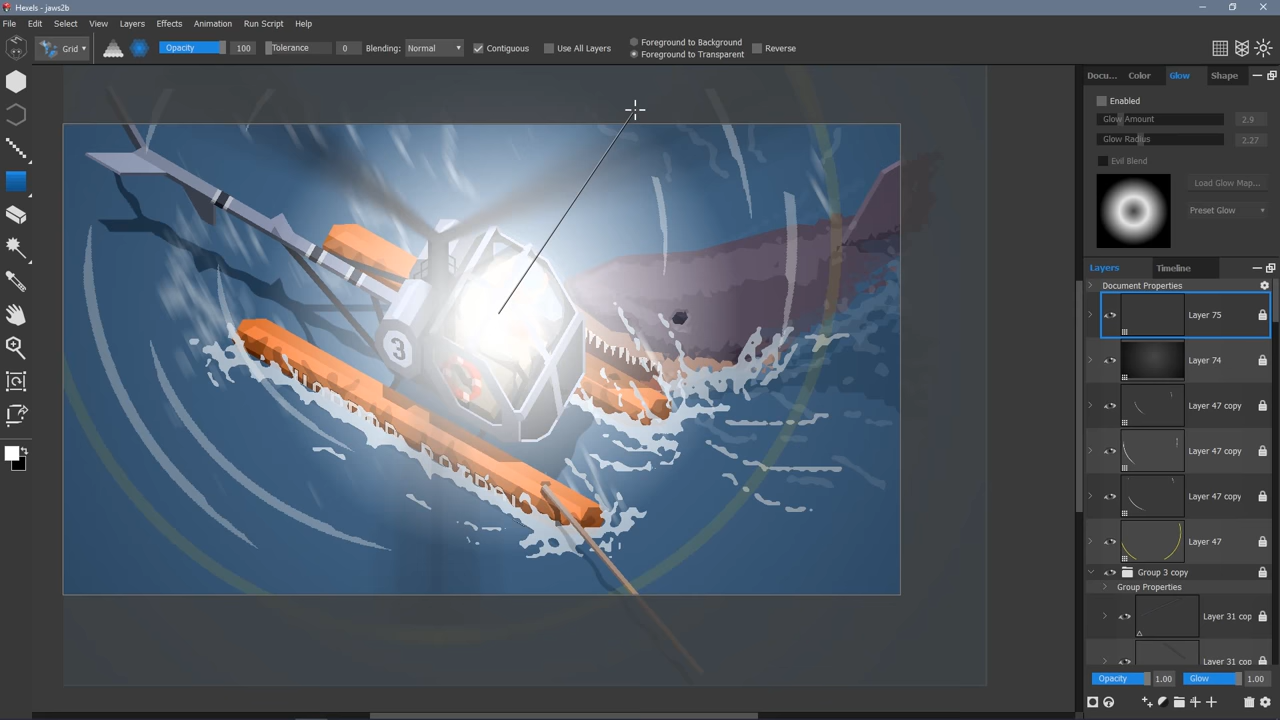 Hexels - jaws2b
File Edit Select View Layers Effects Animation Run Script Help
Grid Opacity 100 Tolerance 0 Blending: Normal Contiguous Use All Layers Foreground to Background Reverse
Foreground to Transparent
Docu... Color Glow Shape
Enabled
Glow Amount 2.9
Glow Radius 2.27
Evil Blend
Load Glow Map...
Preset Glow
Layers Timeline
Document Properties
Layer 75
Layer 74
Layer 47 copy
Layer 47 copy
Layer 47 copy
Layer 47
Group 3 copy
Group Properties
Layer 31 cop
Layer 31 cop
Opacity 1.00 Glow 1.00
3